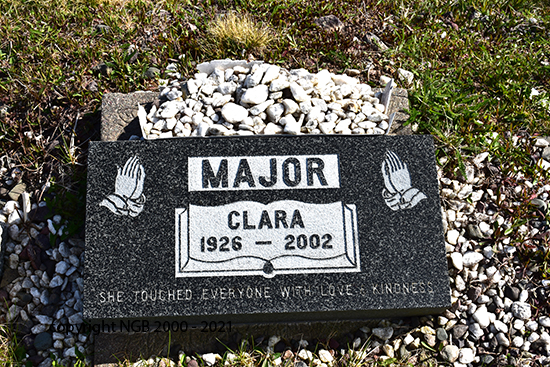 MAJOR
CLARA
1926 — 2002
SHE TOUCHED EVERYONE WITH LOVE & KINDNESS
copyright NGB 2000 - 2021